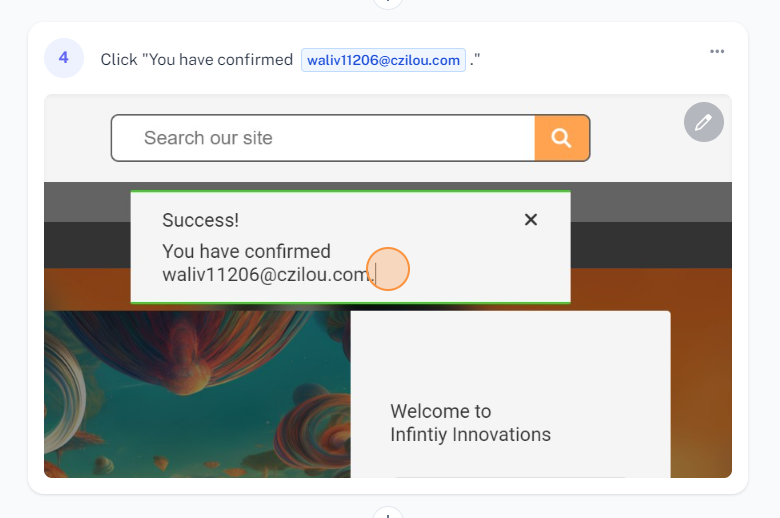 4
Click "You have confirmed waliv11206@czilou.com ."
Search our site
Success!
You have confirmed
waliv11206@czilou.com.
Welcome to
Infintiy Innovations